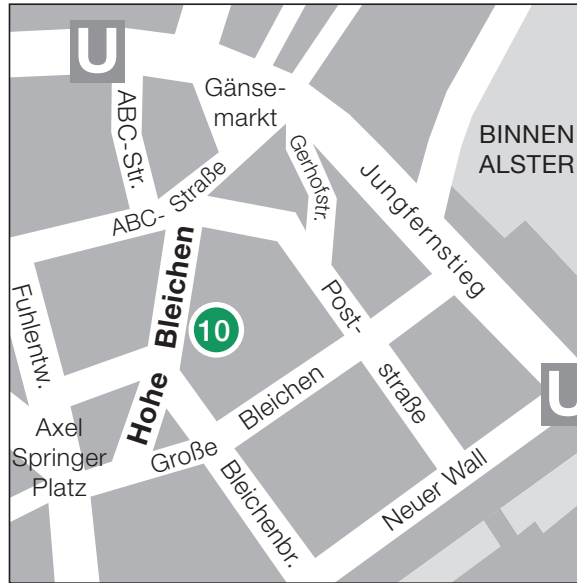 U
Gänse-
markt
ABC-Str.
BINNEN
ALSTER
Gerhofstr.
ABC- Straße
Jungfernstieg
Hohe Bleichen
Fuhlentw.
10
Post-
straße
U
Axel
Springer
Platz
Große Bleichen
Bleichenbr.
Neuer Wall